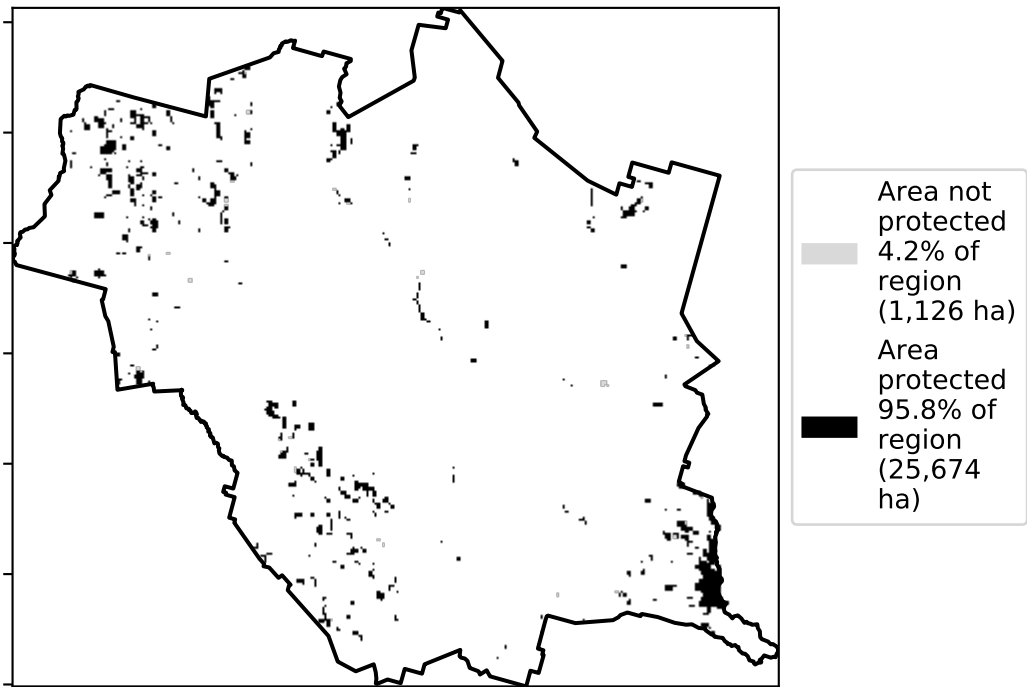 Area not
protected
4.2% of
region
(1,126 ha)
Area
protected
95.8% of
region
(25,674
ha)